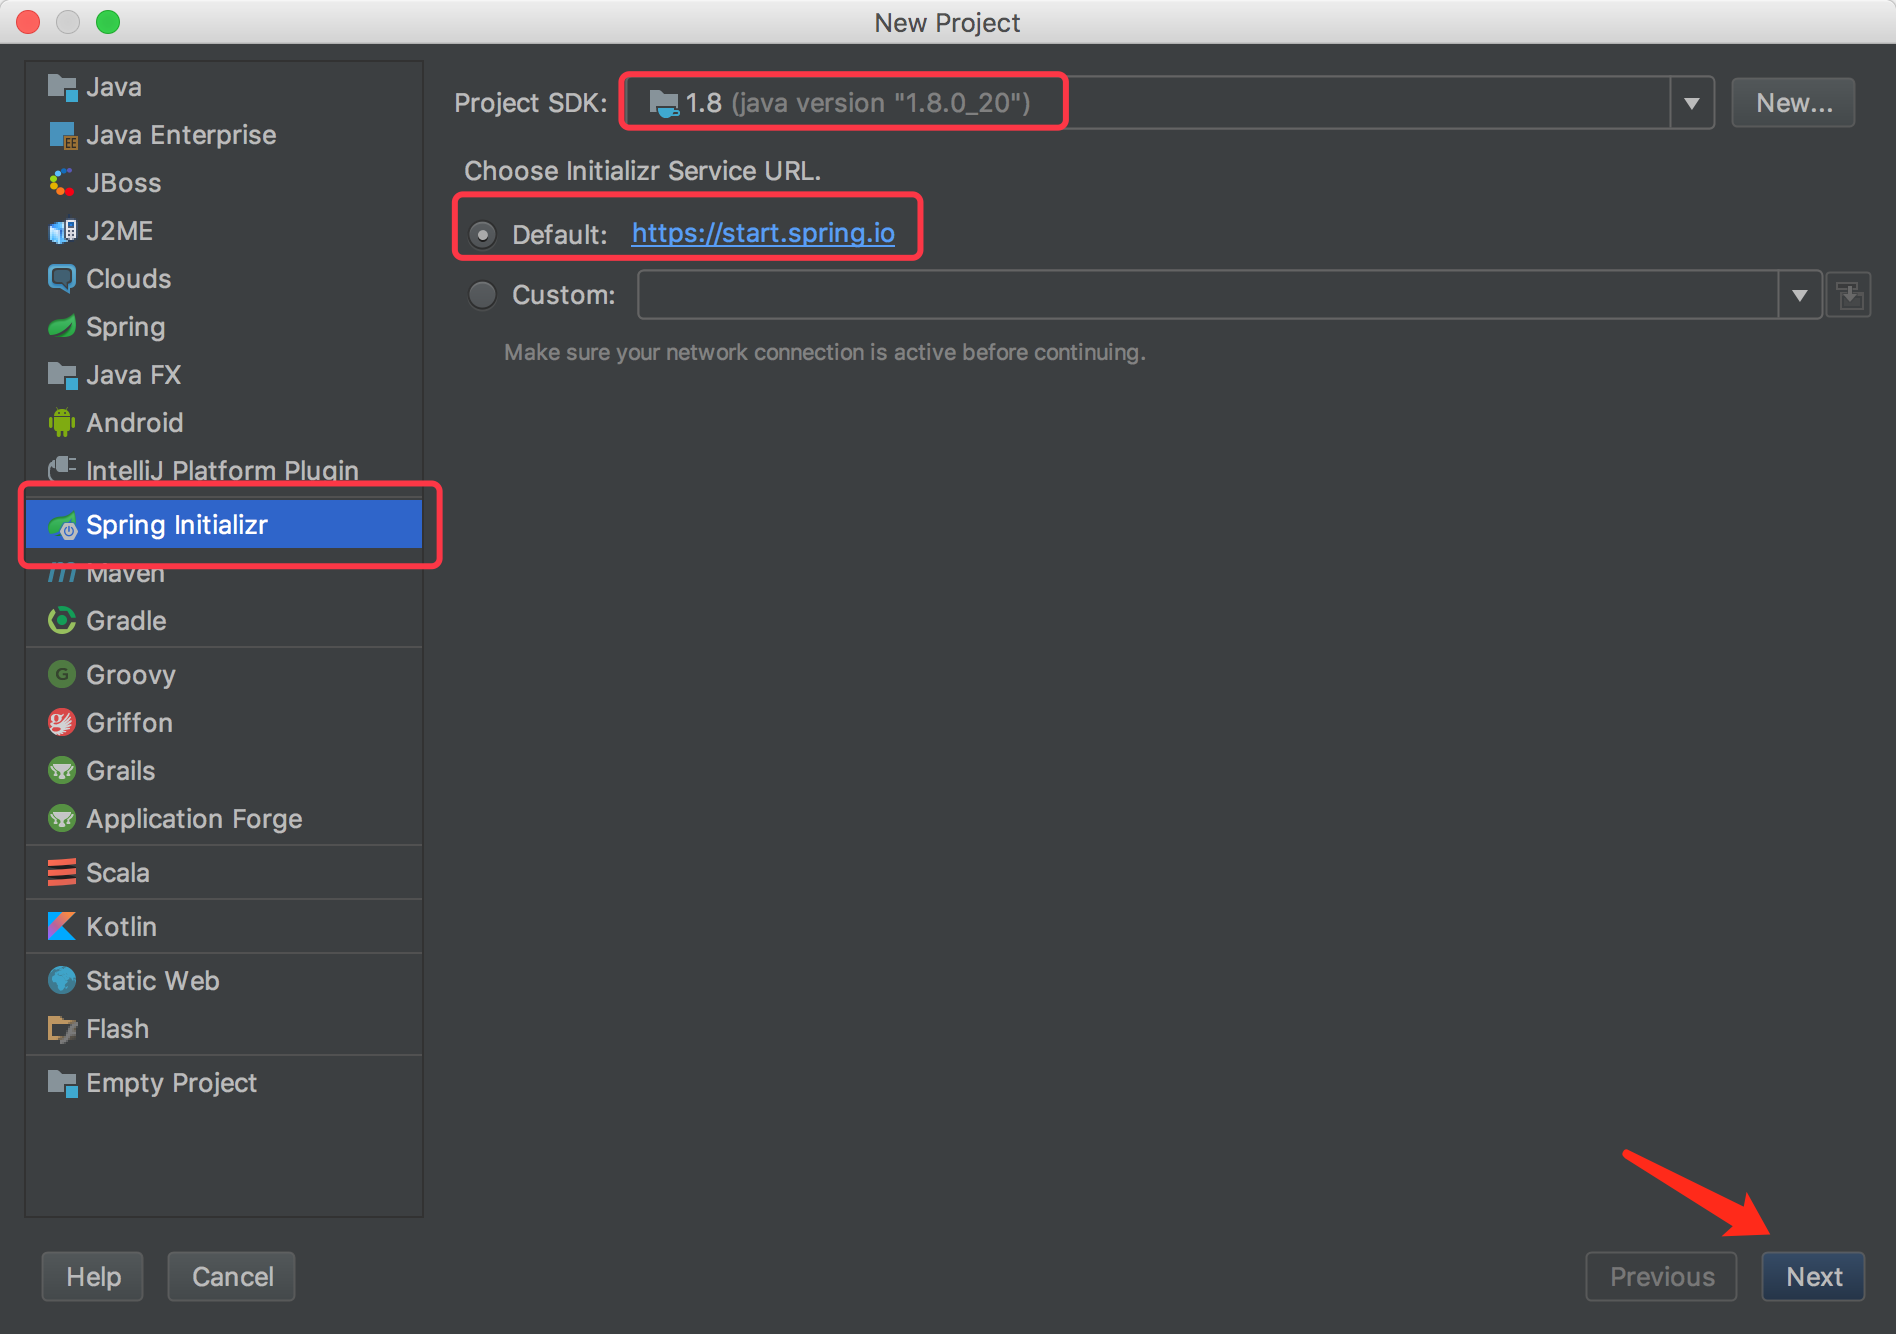 New Project
Java
Java Enterprise
JBoss
J2ME
Clouds
Spring
Java FX
Android
IntelliJ Platform Plugin
Spring Initializr
Maven
Gradle
Groovy
Griffon
Grails
Application Forge
Scala
Kotlin
Static Web
Flash
Empty Project
Project SDK: 1.8 (java version "1.8.0_20") New...
Choose Initializr Service URL.
Default: https://start.spring.io
Custom:
Make sure your network connection is active before continuing.
Help Cancel Previous Next